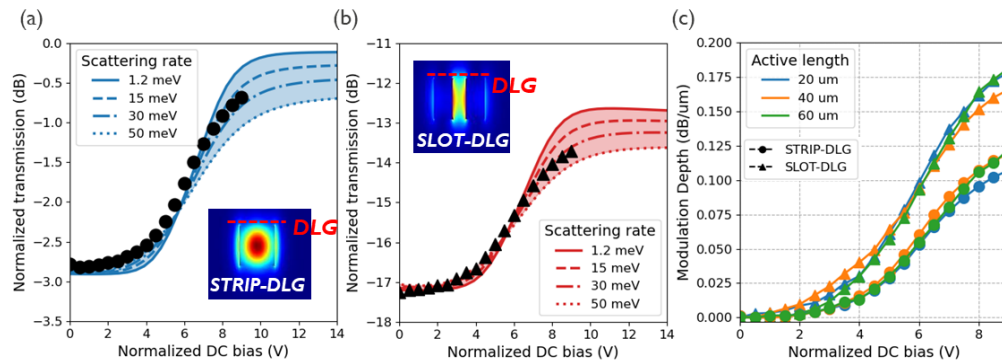 (a)
Normalized transmission (dB)
0.0
−0.5
−1.0
−1.5
−2.0
−2.5
−3.0
−3.5
Scattering rate
1.2 meV
15 meV
30 meV
50 meV
DLG
STRIP-DLG
0 2 4 6 8 10 12 14
Normalized DC bias (V)
(b)
Normalized transmission (dB)
−11
−12
−13
−14
−15
−16
−17
−18
DLG
SLOT-DLG
Scattering rate
1.2 meV
15 meV
30 meV
50 meV
0 2 4 6 8 10 12 14
Normalized DC bias (V)
(c)
Modulation Depth (dB/um)
0.200
0.175
0.150
0.125
0.100
0.075
0.050
0.025
0.000
Active length
20 um
40 um
60 um
STRIP-DLG
SLOT-DLG
0 2 4 6 8
Normalized DC bias (V)